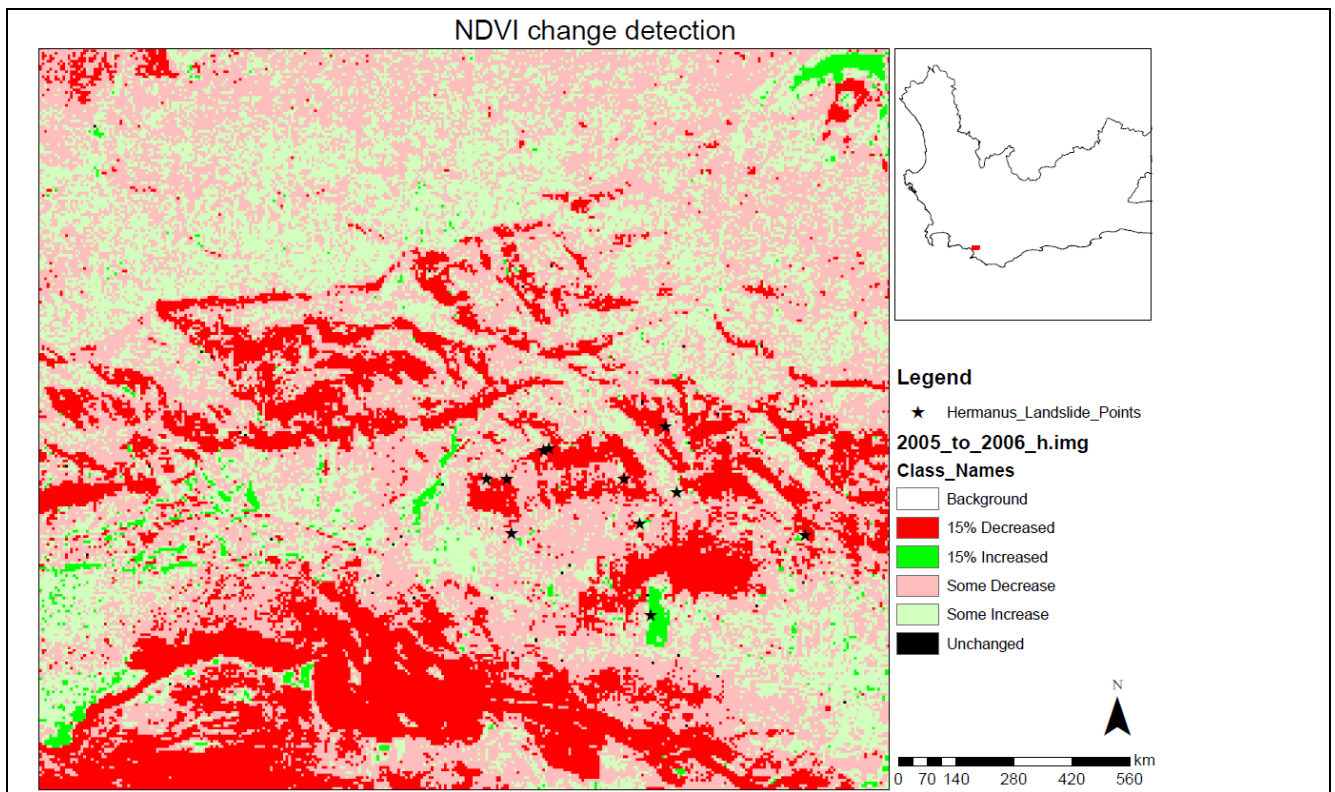 NDVI change detection
Legend
Hermanus_Landslide_Points
2005_to_2006_h.img
Class_Names
Background
15% Decreased
15% Increased
Some Decrease
Some Increase
Unchanged
N
km
0 70 140 280 420 560